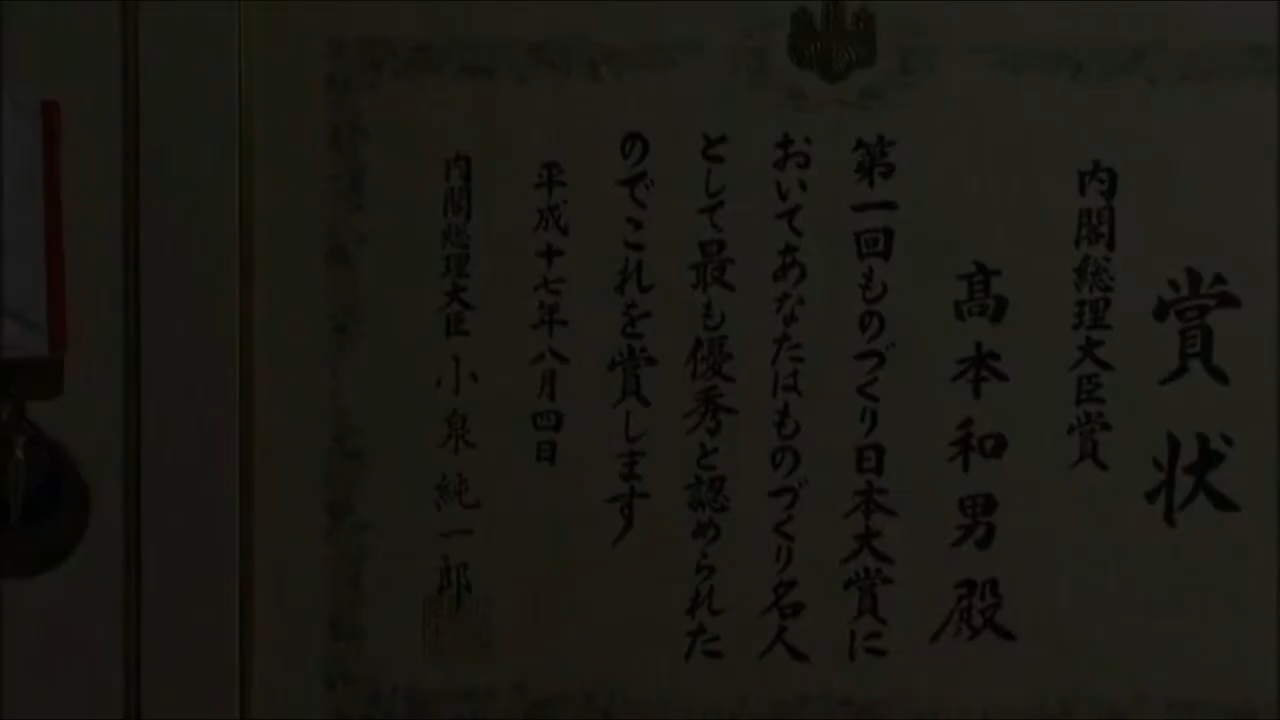 賞状
内閣総理大臣賞
髙本和男殿
第一回ものづくり日本大賞に
おいてあなたはものづくり名人
として最も優秀と認められた
のでこれを賞します
平成十七年八月四日
内閣総理大臣 小泉純一郎